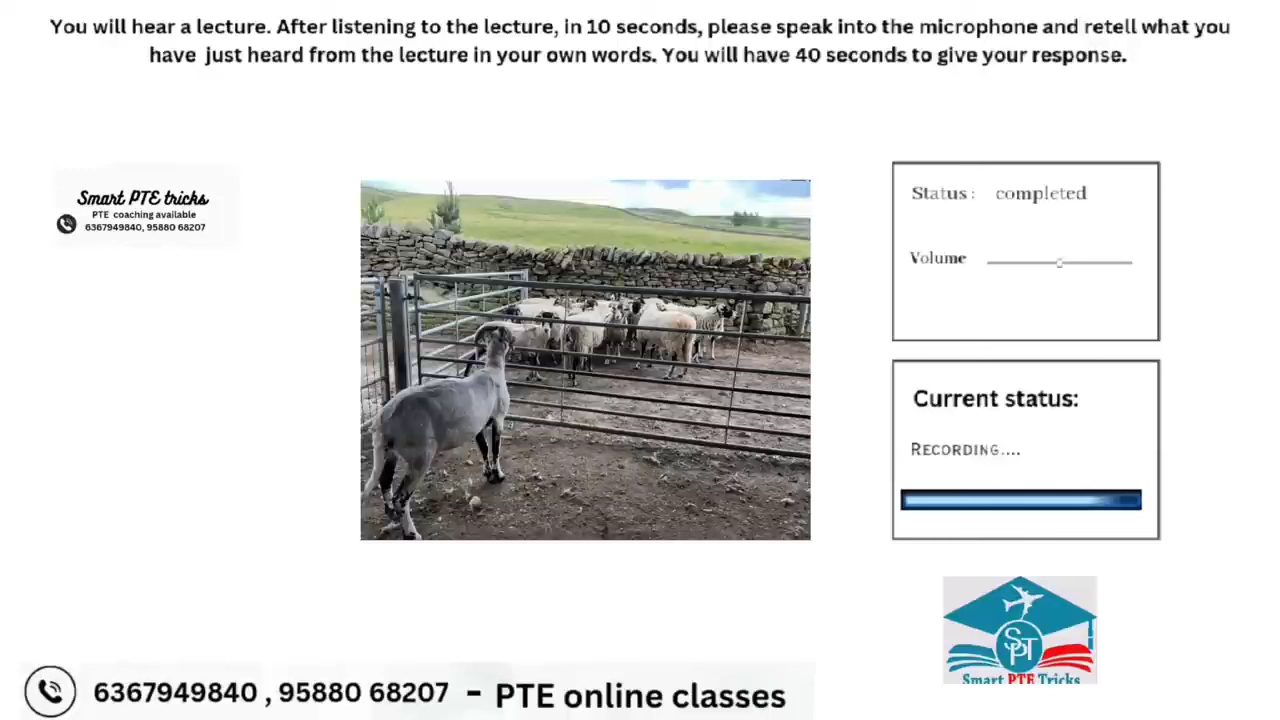 You will hear a lecture. After listening to the lecture, in 10 seconds, please speak into the microphone and retell what you
have just heard from the lecture in your own words. You will have 40 seconds to give your response.
Smart PTE tricks
PTE coaching available
6367949840, 95880 68207
Status : completed
Volume
Current status:
RECORDING....
SPT
Smart PTE Tricks
6367949840 , 95880 68207 - PTE online classes